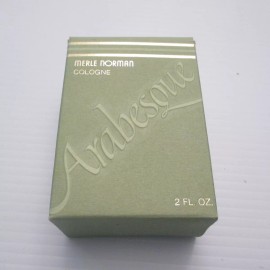 MERLE NORMAN
COLOGNE
Arabesque
2 FL. OZ.